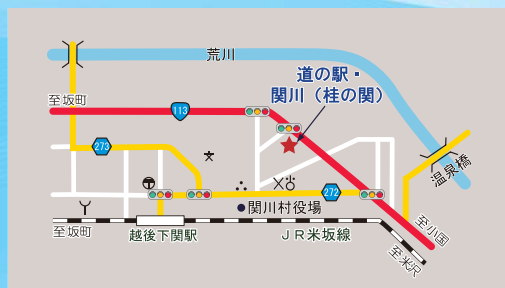 荒川
道の駅・
関川（桂の関）
至坂町
113
273
温泉橋
272
関川村役場
至坂町
越後下関駅
ＪＲ米坂線
至小国
至米沢